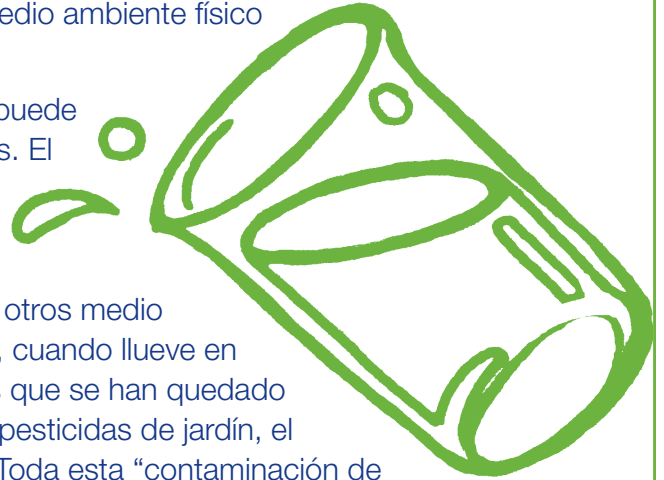 edio ambiente físico
puede
s. El
otros medio
, cuando llueve en
s que se han quedado
pesticidas de jardín, el
Toda esta “contaminación de